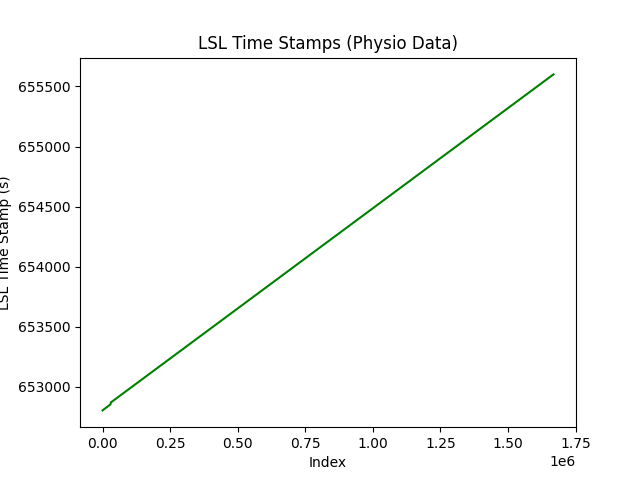 LSL Time Stamps (Physio Data)
LSL Time Stamp (s)
655500
655000
654500
654000
653500
653000
0.00 0.25 0.50 0.75 1.00 1.25 1.50 1.75
1e6
Index